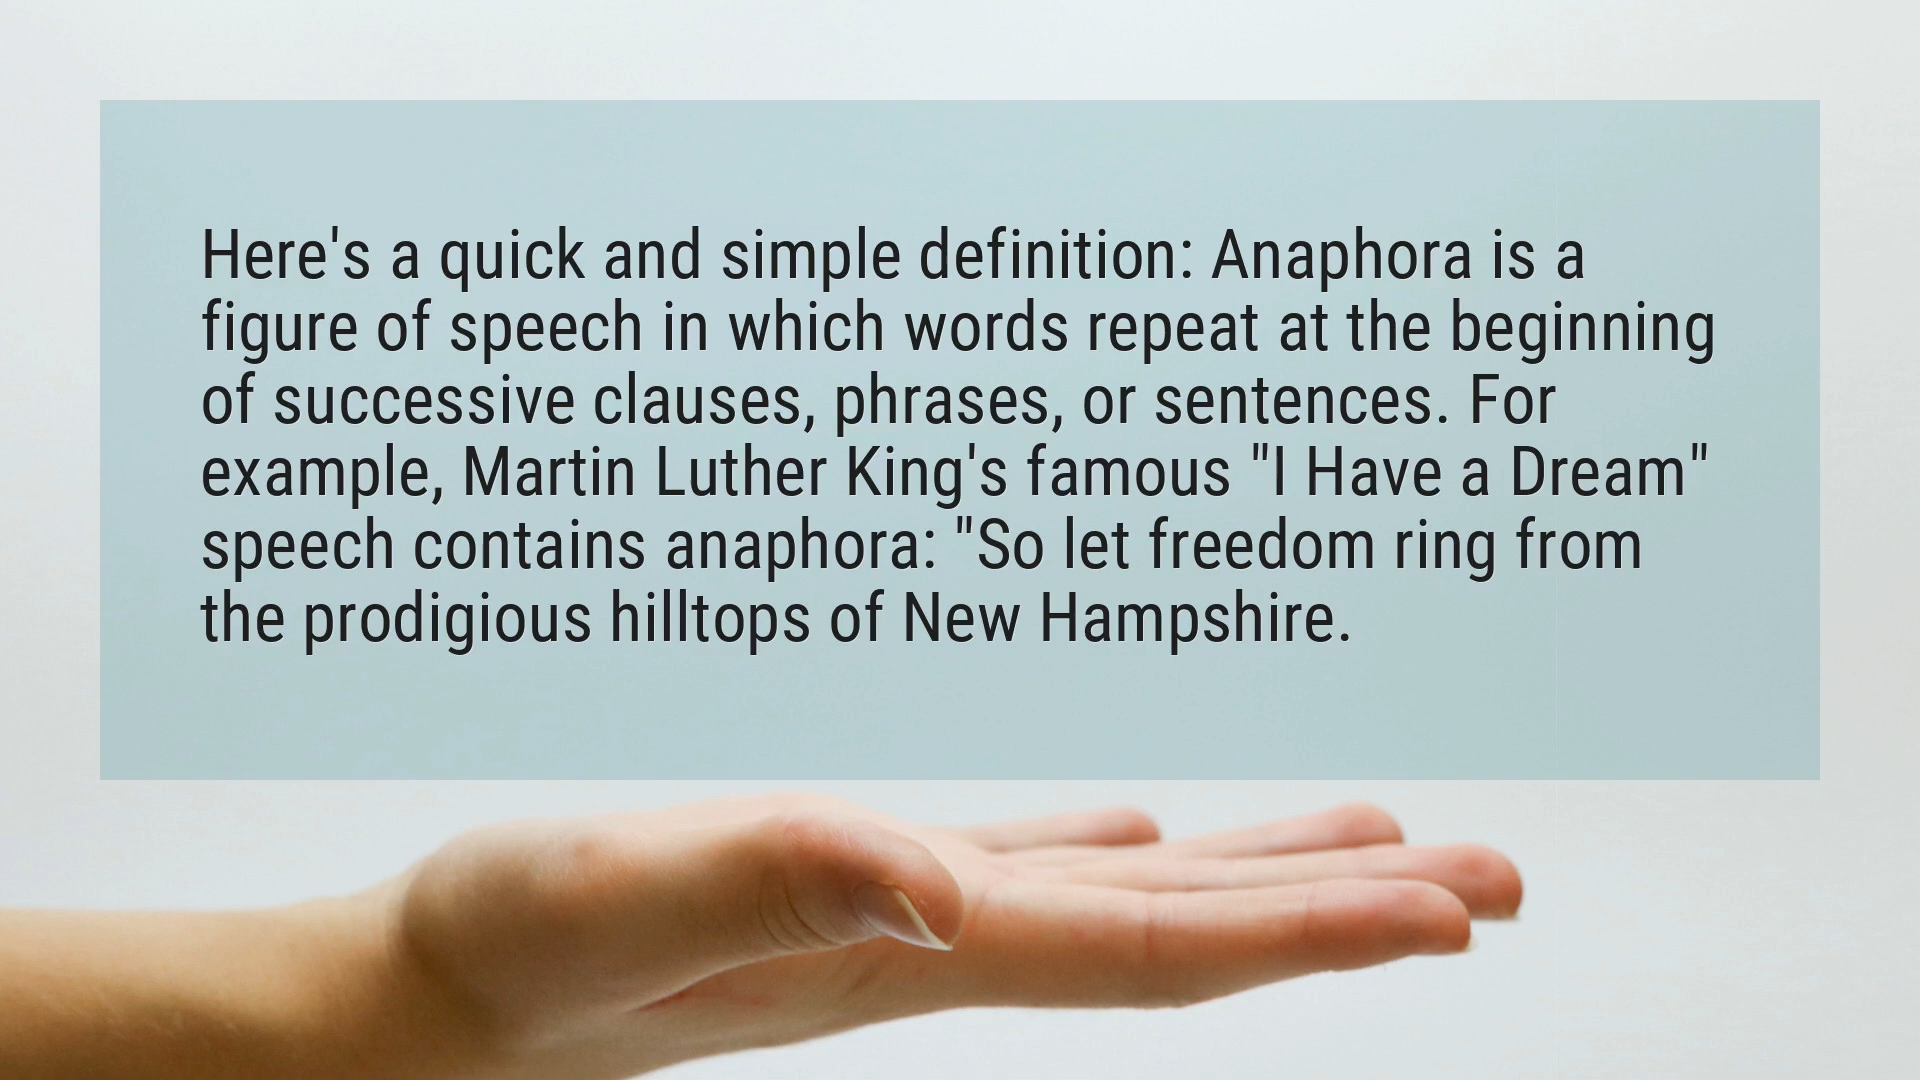 Here's a quick and simple definition: Anaphora is a
figure of speech in which words repeat at the beginning
of successive clauses, phrases, or sentences. For
example, Martin Luther King's famous "I Have a Dream"
speech contains anaphora: "So let freedom ring from
the prodigious hilltops of New Hampshire.